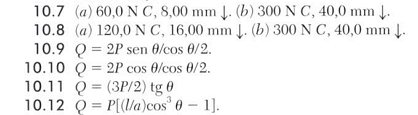 10.7 (a) 60,0 N C, 8,00 mm ↓. (b) 300 N C, 40,0 mm ↓.
10.8 (a) 120,0 N C, 16,00 mm ↓. (b) 300 N C, 40,0 mm ↓.
10.9 Q = 2P sen θ/cos θ/2.
10.10 Q = 2P cos θ/cos θ/2.
10.11 Q = (3P/2) tg θ
10.12 Q = P[(l/a)cos³ θ − 1].